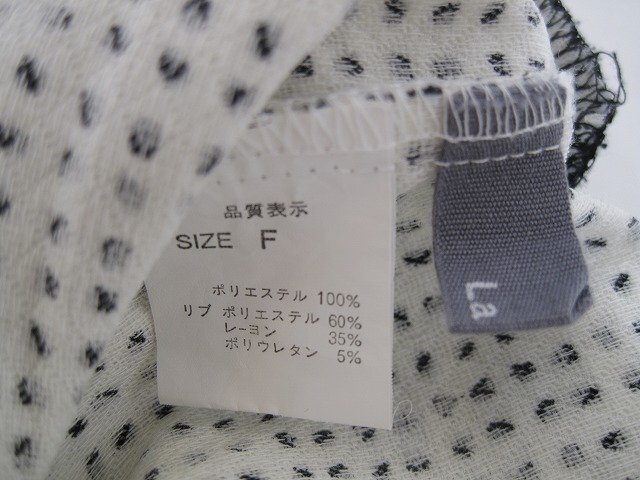 品質表示
SIZE F
ポリエステル 100%
リブ ポリエステル 60%
レーヨン 35%
ポリウレタン 5%
La